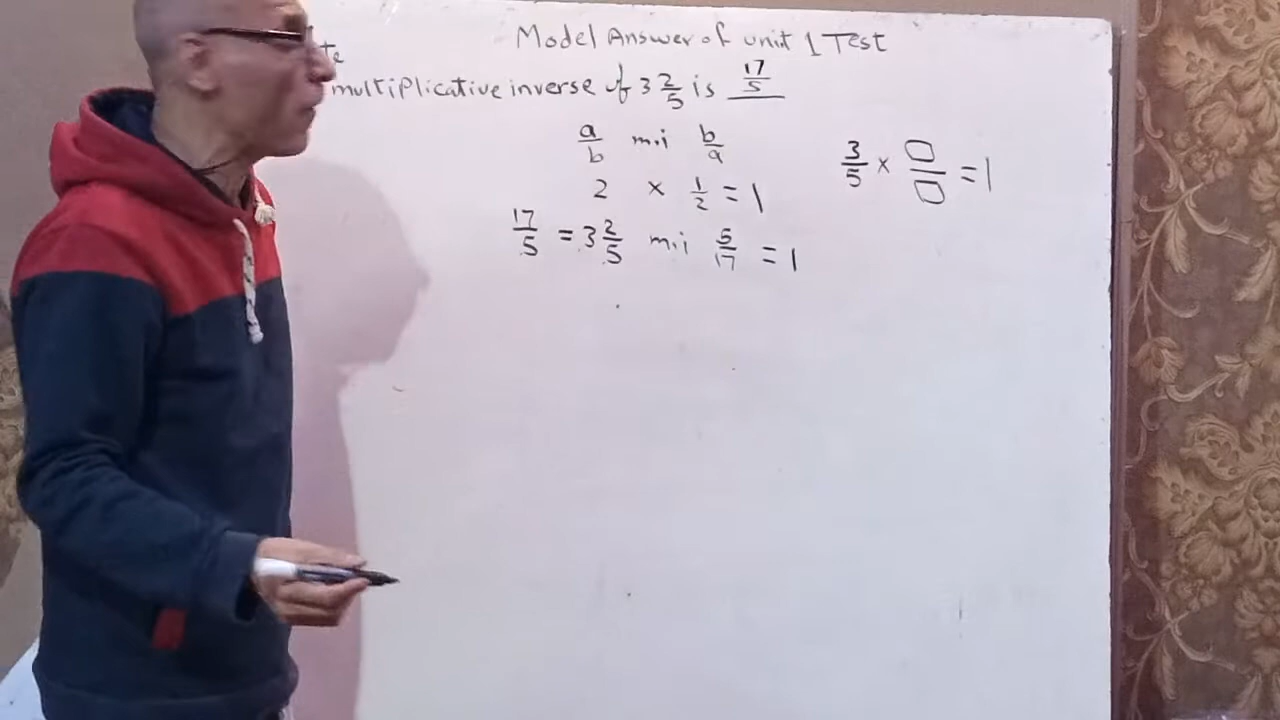 Model Answer of unit 1 Test
te
multiplicative inverse of 3 2/5 is 17/5
a/b m.i b/a
3/5 × □/□ = 1
2 × 1/2 = 1
17/5 = 3 2/5 m.i 5/17 = 1